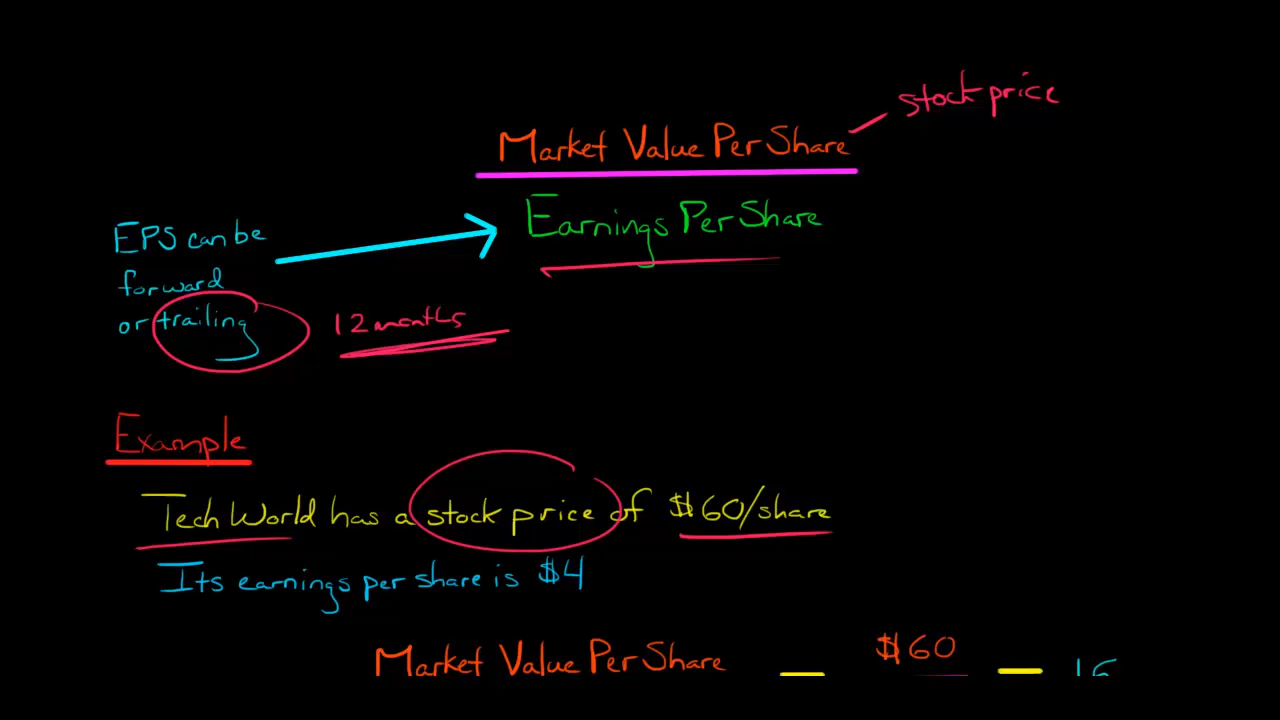 stock price
Market Value Per Share
Earnings Per Share
EPS can be
forward
or trailing
12 months
Example
Tech World has a stock price of $60/share
Its earnings per share is $4
Market Value Per Share
$60